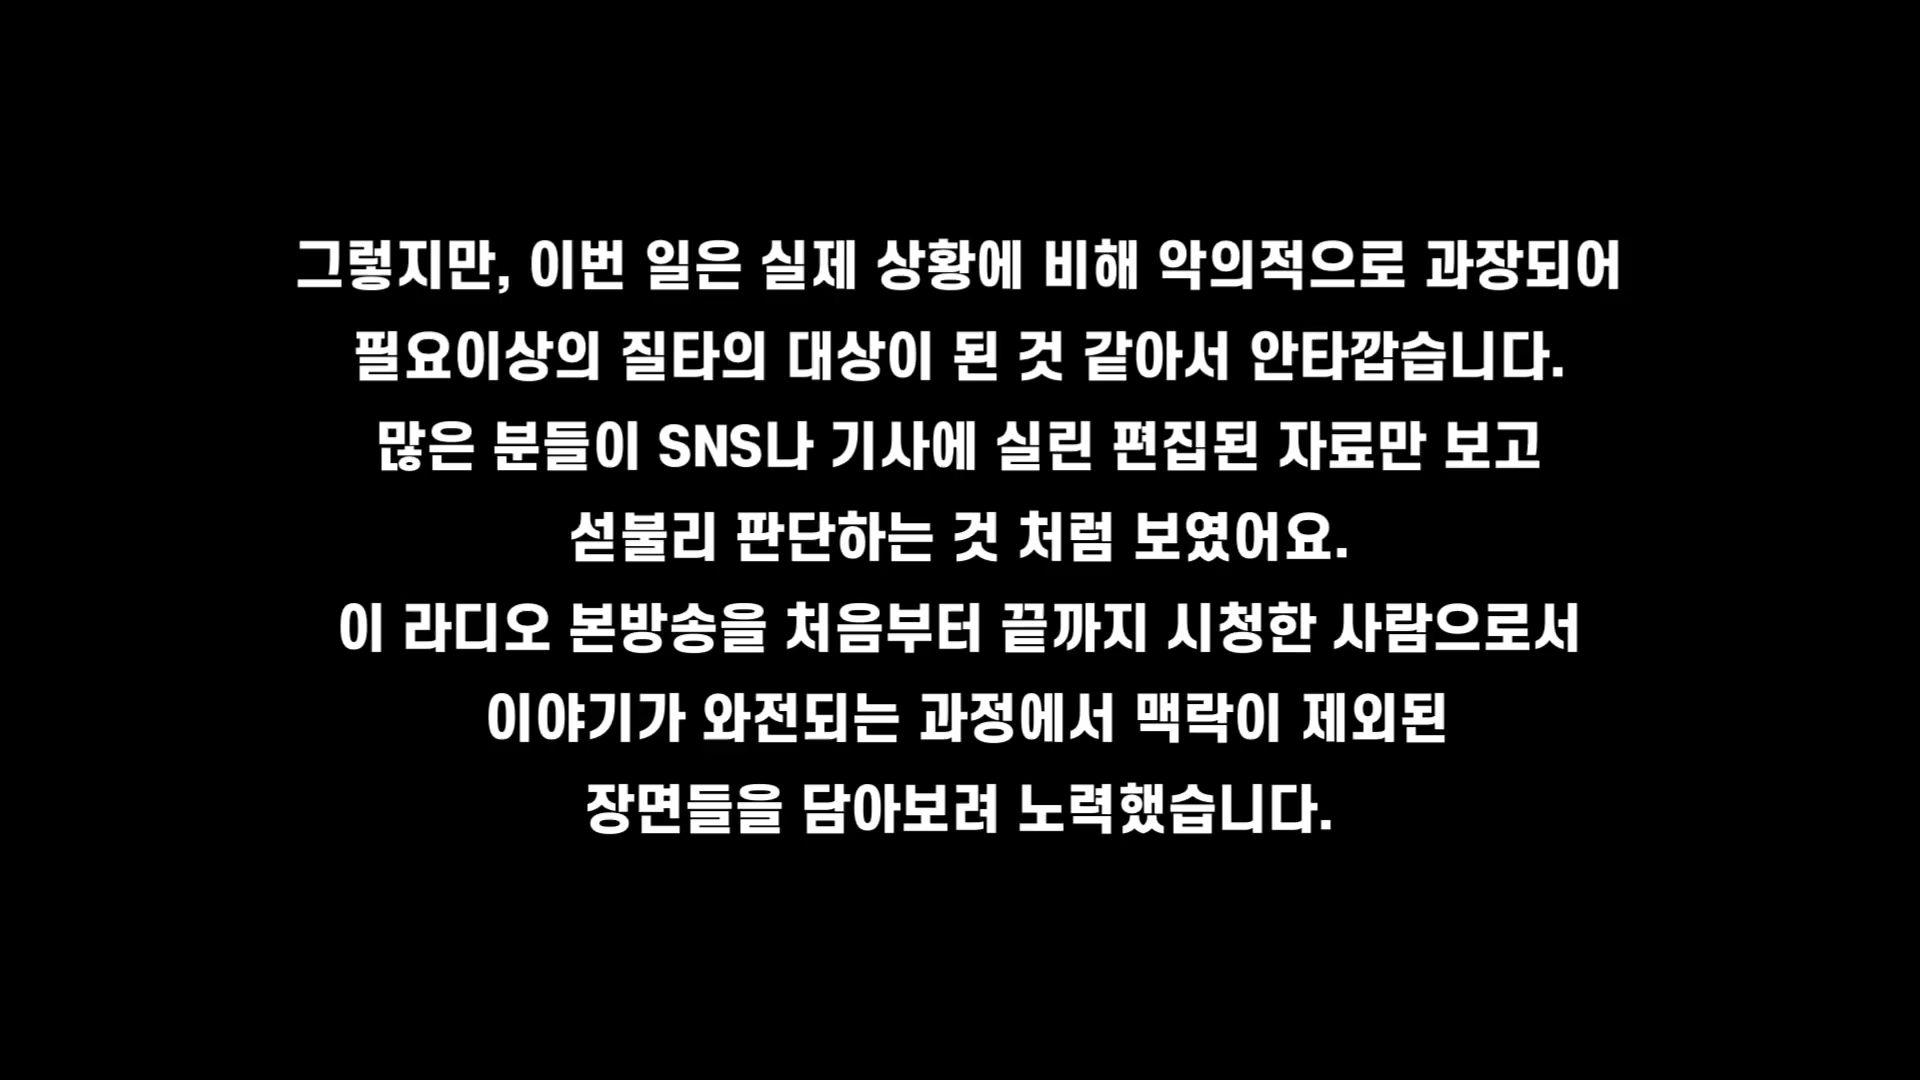 그렇지만, 이번 일은 실제 상황에 비해 악의적으로 과장되어
필요이상의 질타의 대상이 된 것 같아서 안타깝습니다.
많은 분들이 SNS나 기사에 실린 편집된 자료만 보고
섣불리 판단하는 것 처럼 보였어요.
이 라디오 본방송을 처음부터 끝까지 시청한 사람으로서
이야기가 와전되는 과정에서 맥락이 제외된
장면들을 담아보려 노력했습니다.